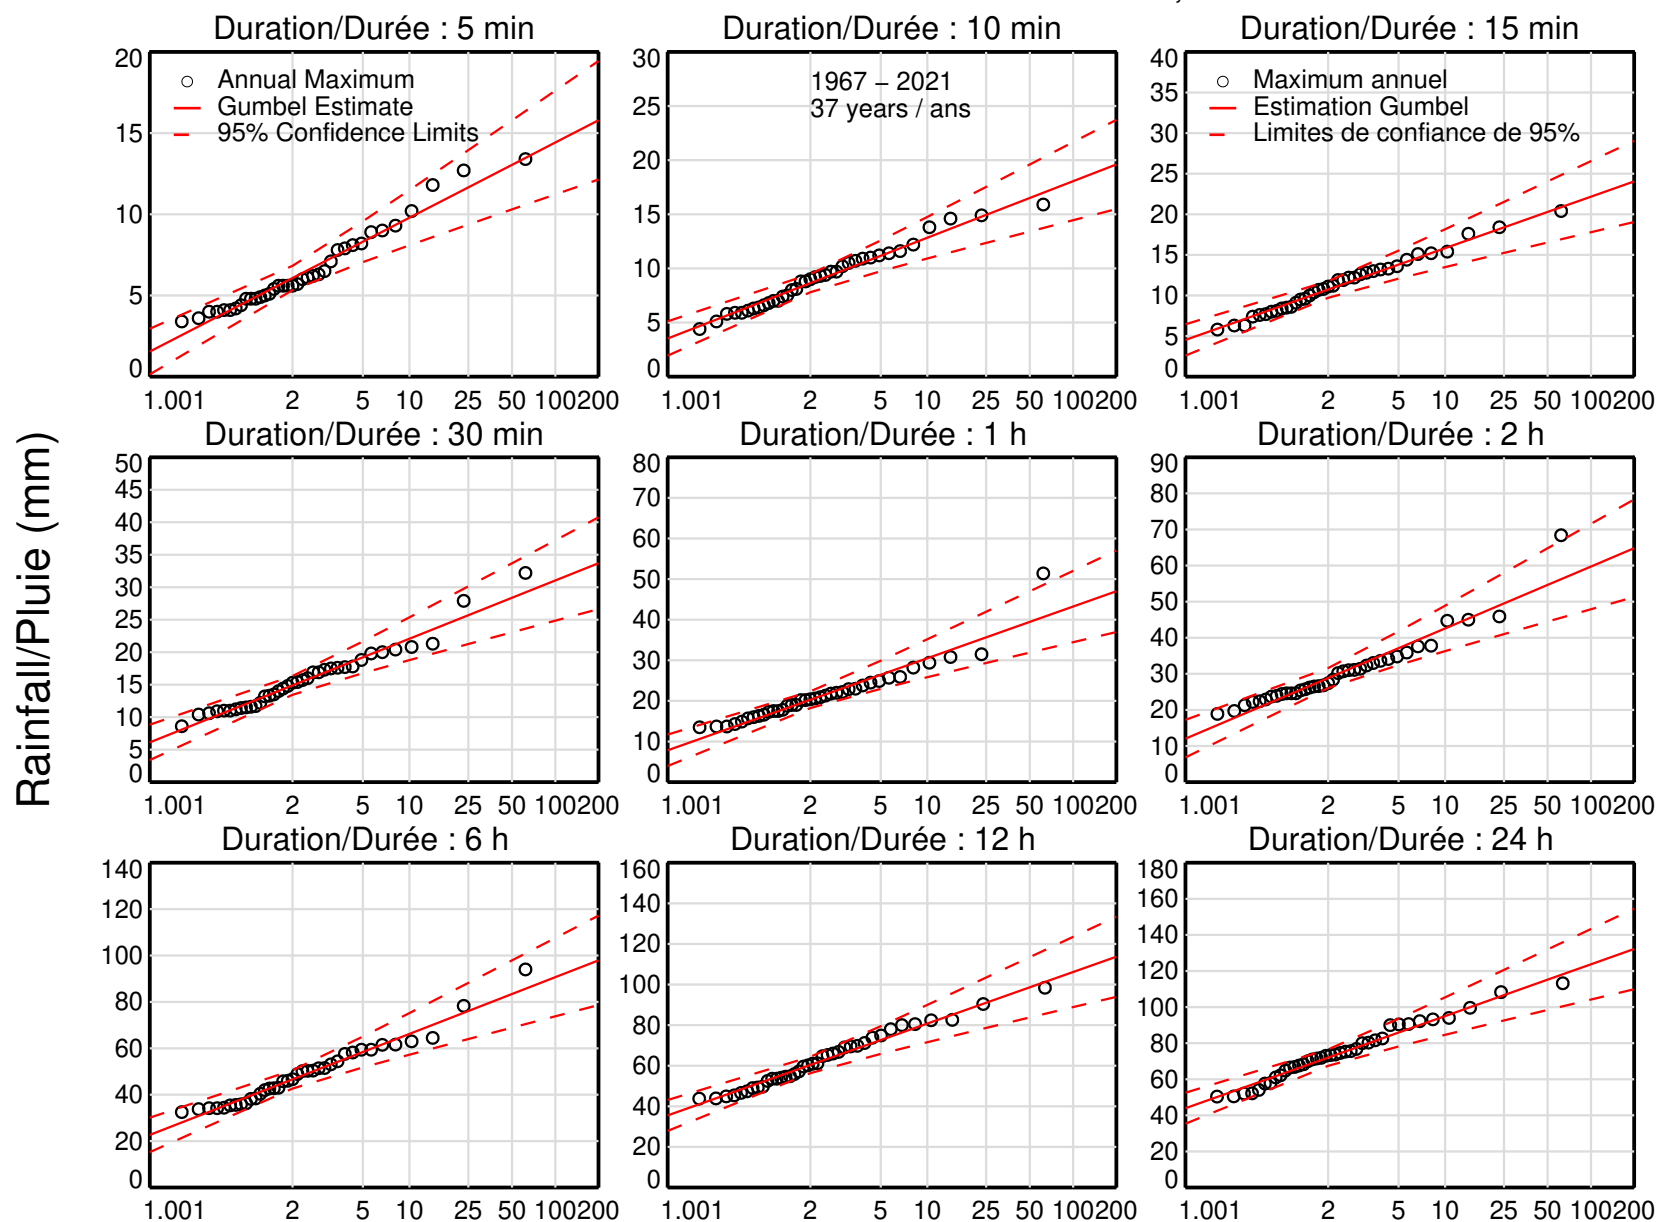 Duration/Durée : 5 min
20
15
10
5
0
Annual Maximum
Gumbel Estimate
95% Confidence Limits
1.001 2 5 10 25 50 100200
Duration/Durée : 10 min
30
25
20
15
10
5
0
1967 – 2021
37 years / ans
1.001 2 5 10 25 50 100200
Duration/Durée : 15 min
40
35
30
25
20
15
10
5
0
Maximum annuel
Estimation Gumbel
Limites de confiance de 95%
1.001 2 5 10 25 50 100200
Rainfall/Pluie (mm)
Duration/Durée : 30 min
50
45
40
35
30
25
20
15
10
5
0
1.001 2 5 10 25 50 100200
Duration/Durée : 1 h
80
70
60
50
40
30
20
10
0
1.001 2 5 10 25 50 100200
Duration/Durée : 2 h
90
80
70
60
50
40
30
20
10
0
1.001 2 5 10 25 50 100200
Duration/Durée : 6 h
140
120
100
80
60
40
20
0
1.001 2 5 10 25 50 100200
Duration/Durée : 12 h
160
140
120
100
80
60
40
20
0
1.001 2 5 10 25 50 100200
Duration/Durée : 24 h
180
160
140
120
100
80
60
40
20
0
1.001 2 5 10 25 50 100200